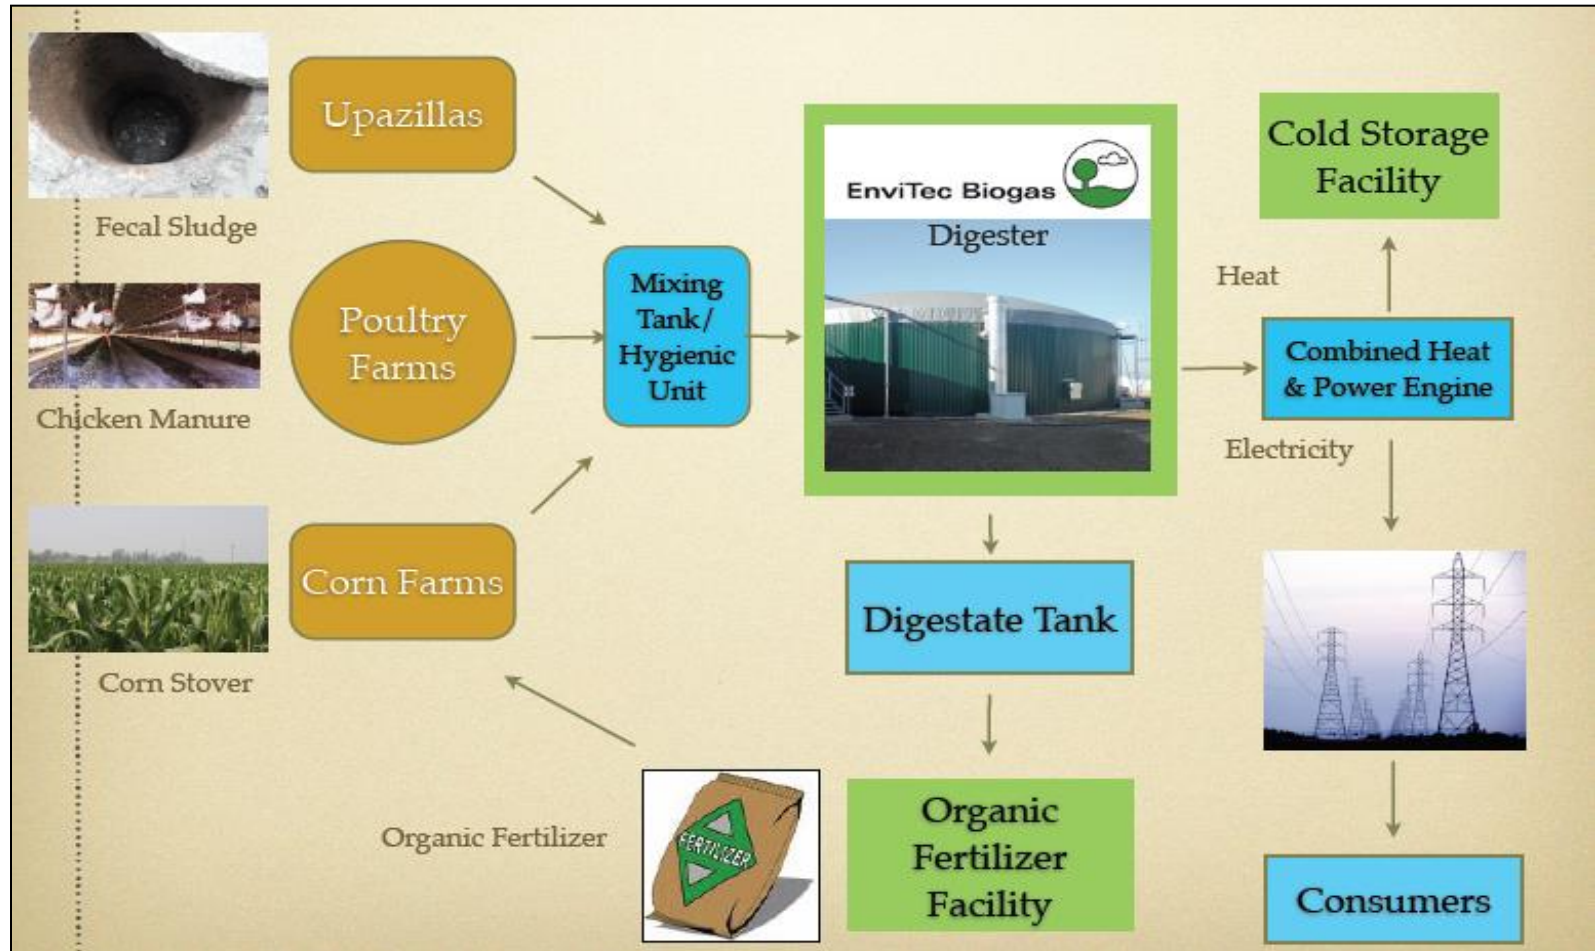 Upazillas
Fecal Sludge
Poultry
Farms
Chicken Manure
Corn Farms
Corn Stover
Mixing
Tank/
Hygienic
Unit
EnviTec Biogas
Digester
Cold Storage
Facility
Heat
Combined Heat
& Power Engine
Electricity
Digestate Tank
Organic Fertilizer
FERTILIZER
Organic
Fertilizer
Facility
Consumers